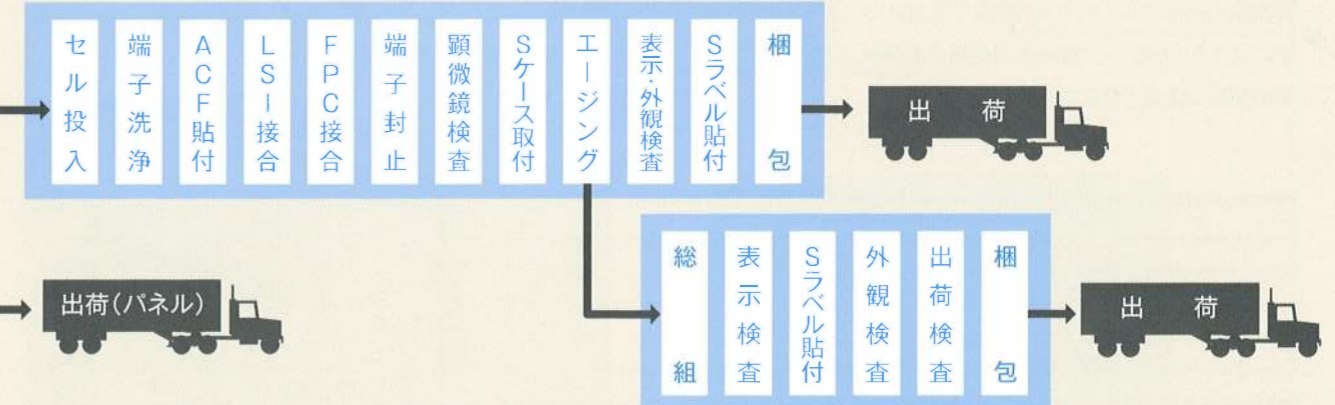 セル投入
端子洗浄
ACF貼付
LSI接合
FPC接合
端子封止
顕微鏡検査
Sケース取付
エージング
表示・外観検査
Sラベル貼付
梱包
出荷
出荷(パネル)
総組
表示検査
Sラベル貼付
外観検査
出荷検査
梱包
出荷